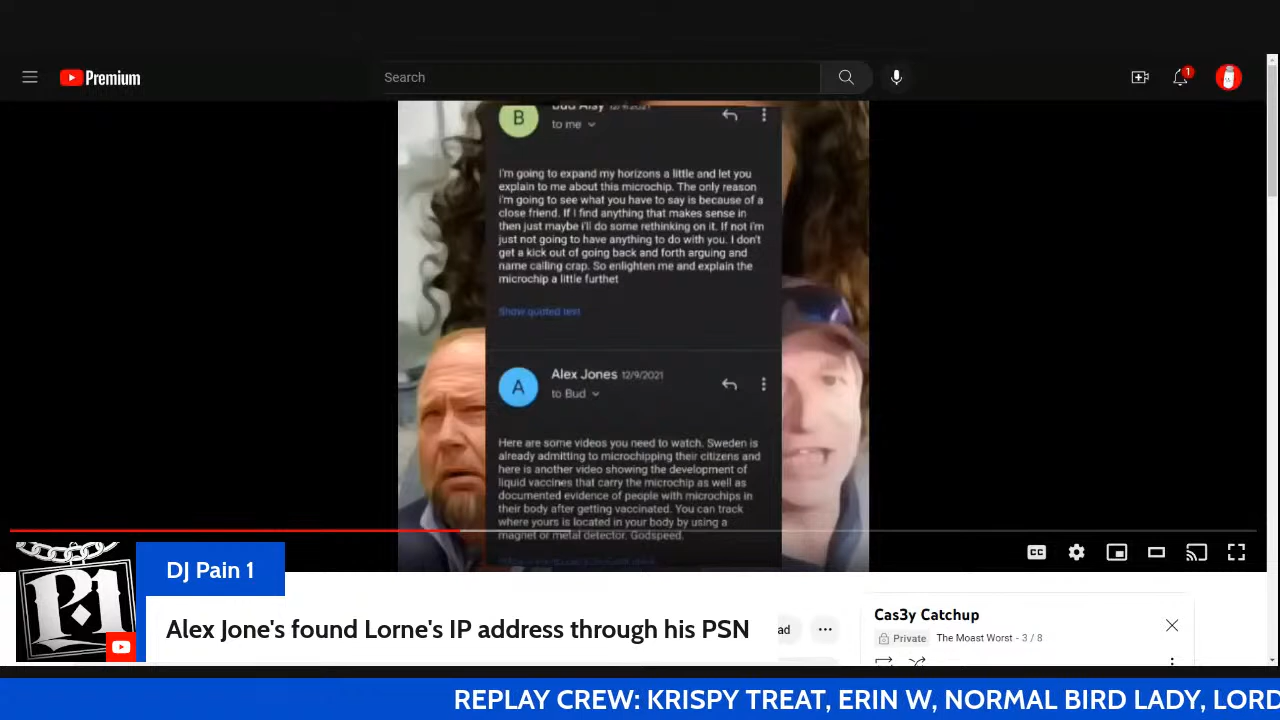 Premium
Search
1
B
to me
I'm going to expand my horizons a little and let you
explain to me about this microchip. The only reason
i'm going to see what you have to say is because of a
close friend. If i find anything that makes sense in
then just maybe i'll do some rethinking on it. If not i'm
just not going to have anything to do with you. I don't
get a kick out of going back and forth arguing and
name calling crap. So enlighten me and explain the
microchip a little furthet
Show quoted text
A
Alex Jones 12/9/2021
to Bud
Here are some videos you need to watch. Sweden is
already admitting to microchipping their citizens and
here is another video showing the development of
liquid vaccines that carry the microchip as well as
documented evidence of people with microchips in
their body after getting vaccinated. You can track
where yours is located in your body by using a
magnet or metal detector. Godspeed.
CC
P1
DJ Pain 1
Alex Jone's found Lorne's IP address through his PSN
ad
Cas3y Catchup
Private The Moast Worst - 3 / 8
REPLAY CREW: KRISPY TREAT, ERIN W, NORMAL BIRD LADY, LORD